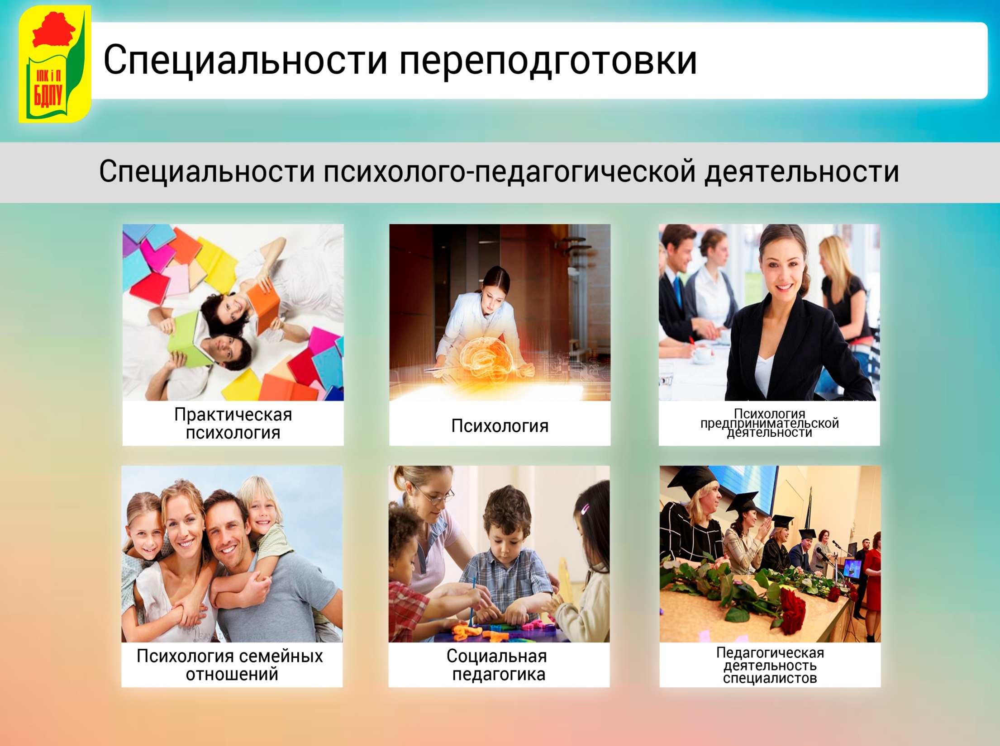 ІПК і П
БДПУ
Специальности переподготовки
Специальности психолого-педагогической деятельности
Практическая
психология
Психология
Психология
предпринимательской
деятельности
Психология семейных
отношений
Социальная
педагогика
Педагогическая
деятельность
специалистов